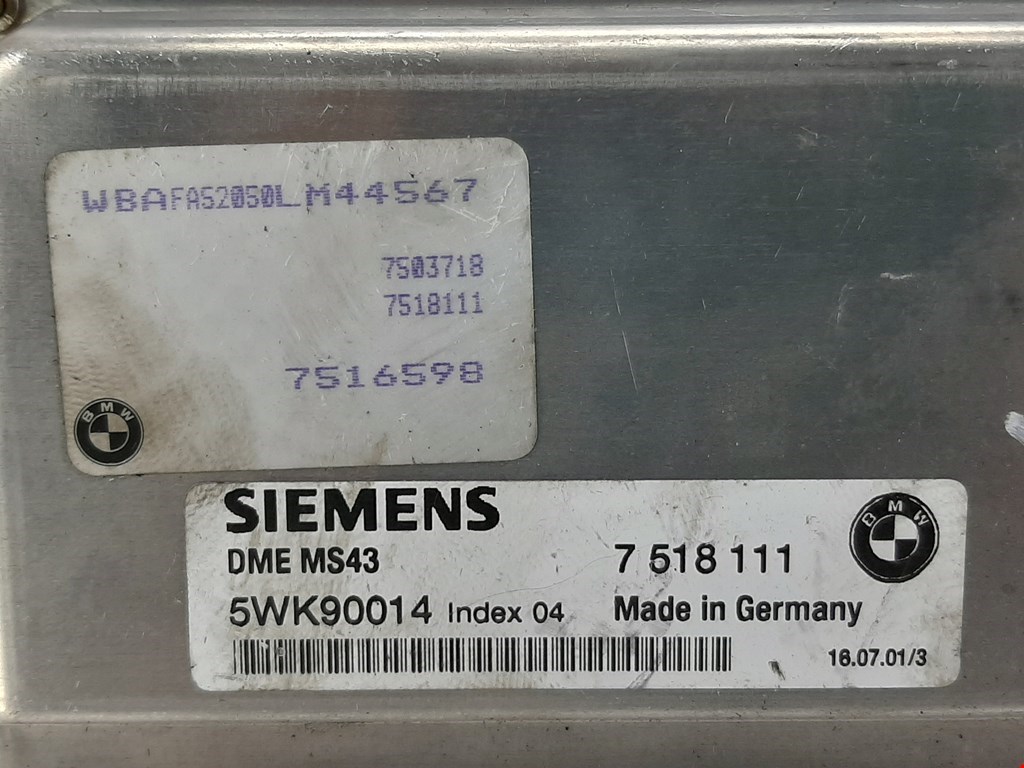 WBAFA52050LM44567
7503718
7518111
7516598
BMW
SIEMENS
BMW
DME MS43 7 518 111
5WK90014 Index 04 Made in Germany
16.07.01/3